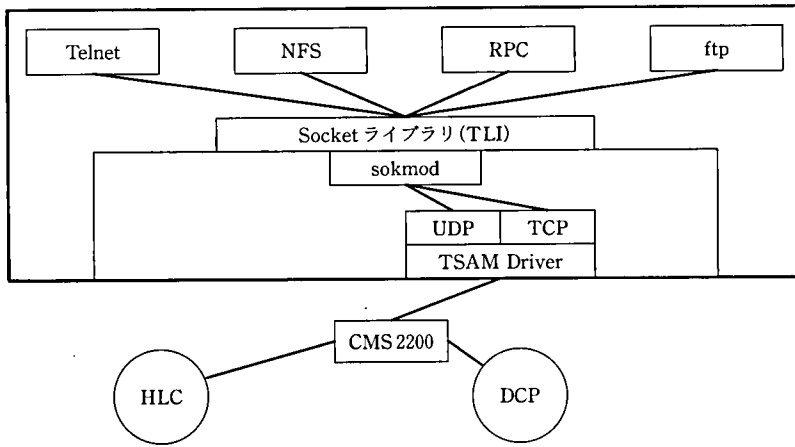 Telnet
NFS
RPC
ftp
Socket ライブラリ(TLI)
sokmod
UDP
TCP
TSAM Driver
CMS 2200
HLC
DCP